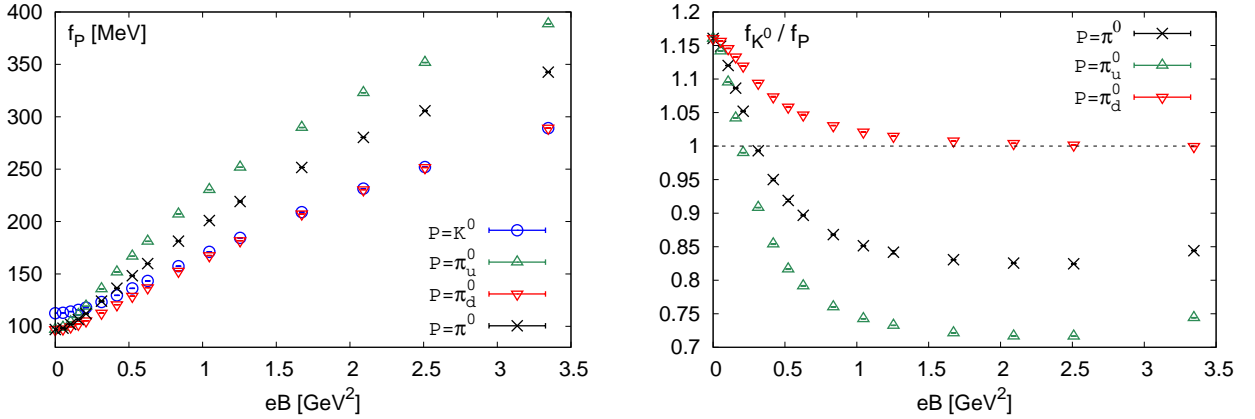 f_P [MeV]
400
350
300
250
200
150
100
P=K^0
P=π_u^0
P=π_d^0
P=π^0
0 0.5 1 1.5 2 2.5 3 3.5
eB [GeV^2]
f_{K^0} / f_P
1.2
1.15
1.1
1.05
1
0.95
0.9
0.85
0.8
0.75
0.7
P=π^0
P=π_u^0
P=π_d^0
0 0.5 1 1.5 2 2.5 3 3.5
eB [GeV^2]